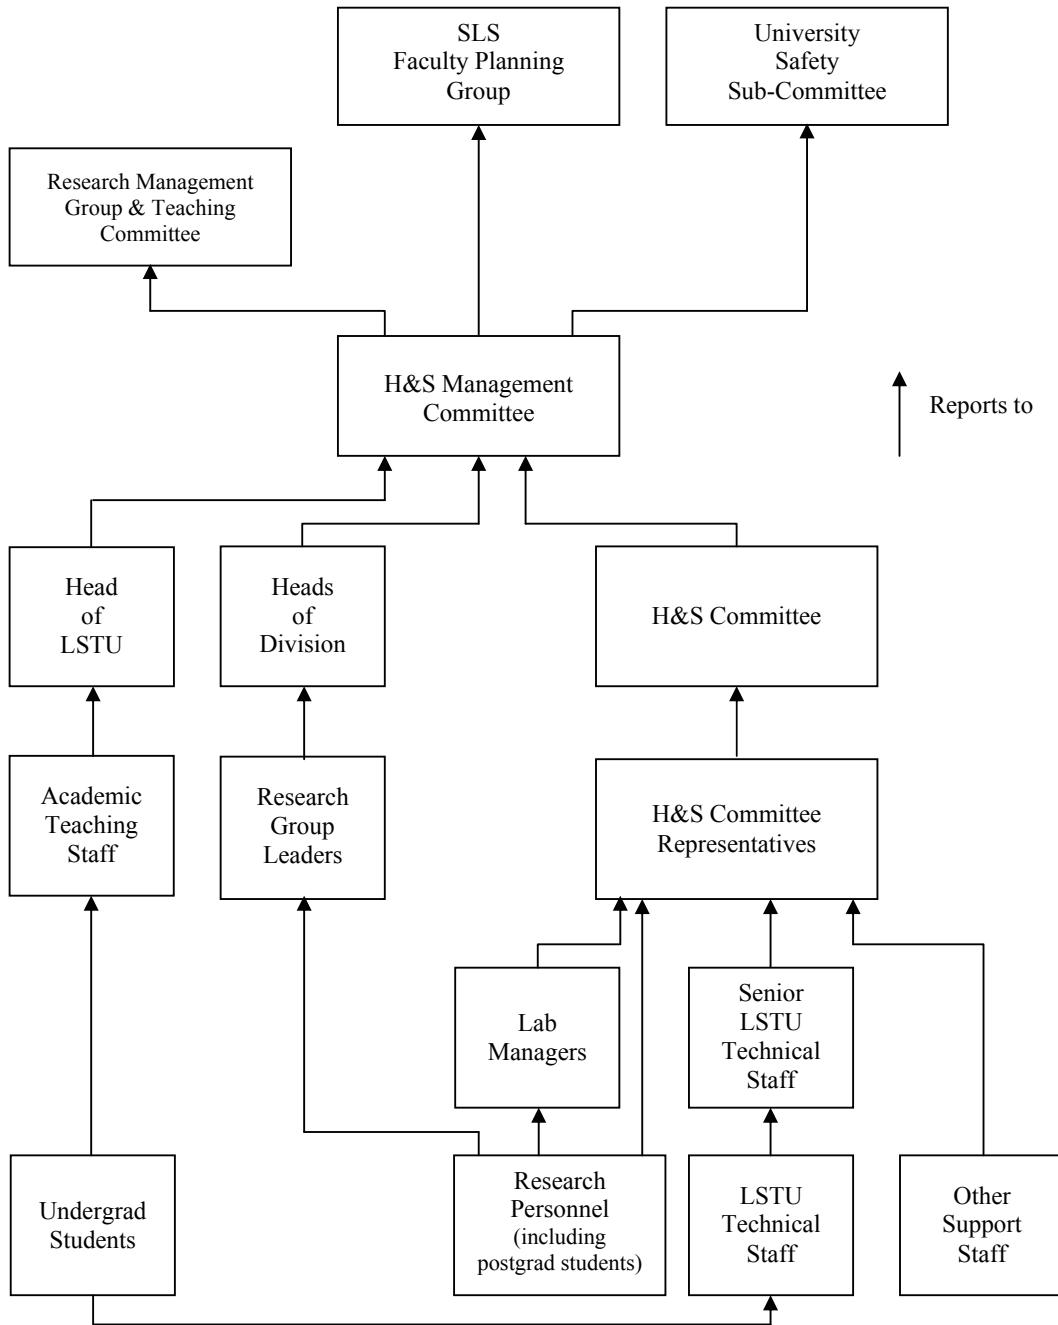 SLS
Faculty Planning
Group
University
Safety
Sub-Committee
Research Management
Group & Teaching
Committee
H&S Management
Committee
Reports to
Head
of
LSTU
Heads
of
Division
H&S Committee
Academic
Teaching
Staff
Research
Group
Leaders
H&S Committee
Representatives
Lab
Managers
Senior
LSTU
Technical
Staff
Undergrad
Students
Research
Personnel
(including
postgrad students)
LSTU
Technical
Staff
Other
Support
Staff